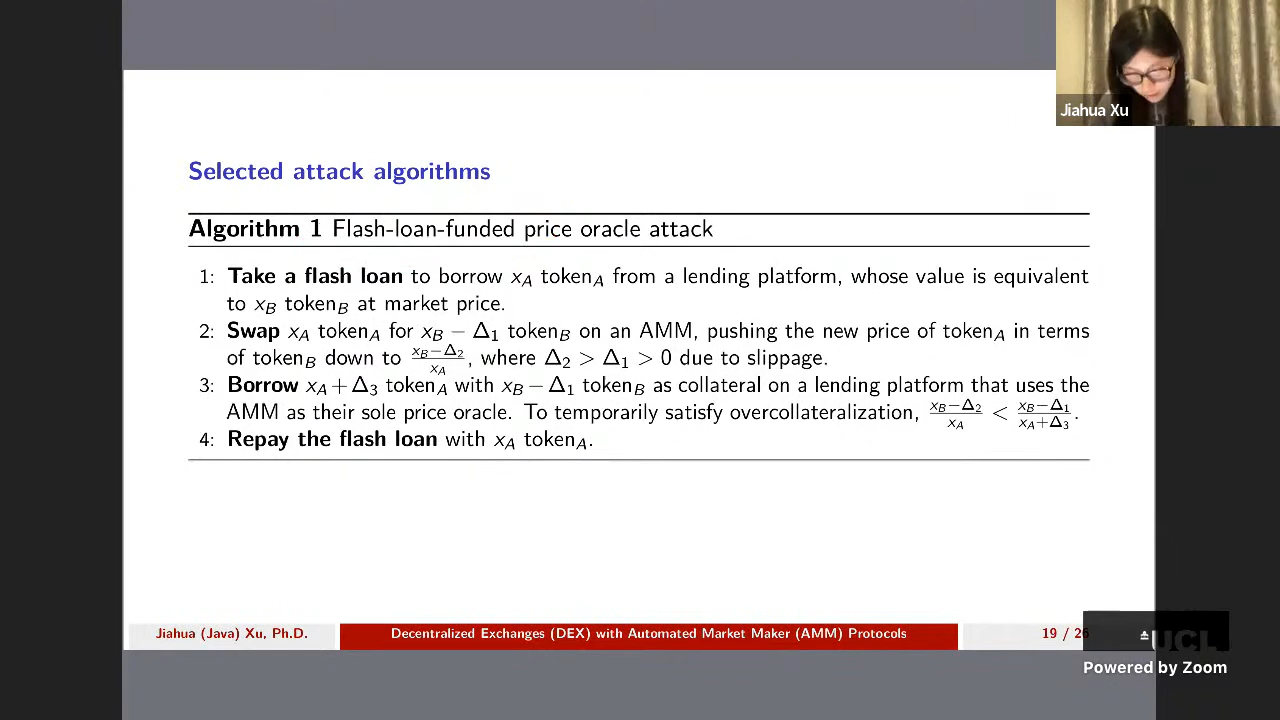 Jiahua Xu
Selected attack algorithms
Algorithm 1 Flash-loan-funded price oracle attack
1: Take a flash loan to borrow x_A token_A from a lending platform, whose value is equivalent
to x_B token_B at market price.
2: Swap x_A token_A for x_B − Δ_1 token_B on an AMM, pushing the new price of token_A in terms
of token_B down to \frac{x_B−Δ_2}{x_A}, where Δ_2 > Δ_1 > 0 due to slippage.
3: Borrow x_A + Δ_3 token_A with x_B − Δ_1 token_B as collateral on a lending platform that uses the
AMM as their sole price oracle. To temporarily satisfy overcollateralization, \frac{x_B−Δ_2}{x_A} < \frac{x_B−Δ_1}{x_A+Δ_3}.
4: Repay the flash loan with x_A token_A.
Jiahua (Java) Xu, Ph.D. Decentralized Exchanges (DEX) with Automated Market Maker (AMM) Protocols 19 / 26
UCL
Powered by Zoom